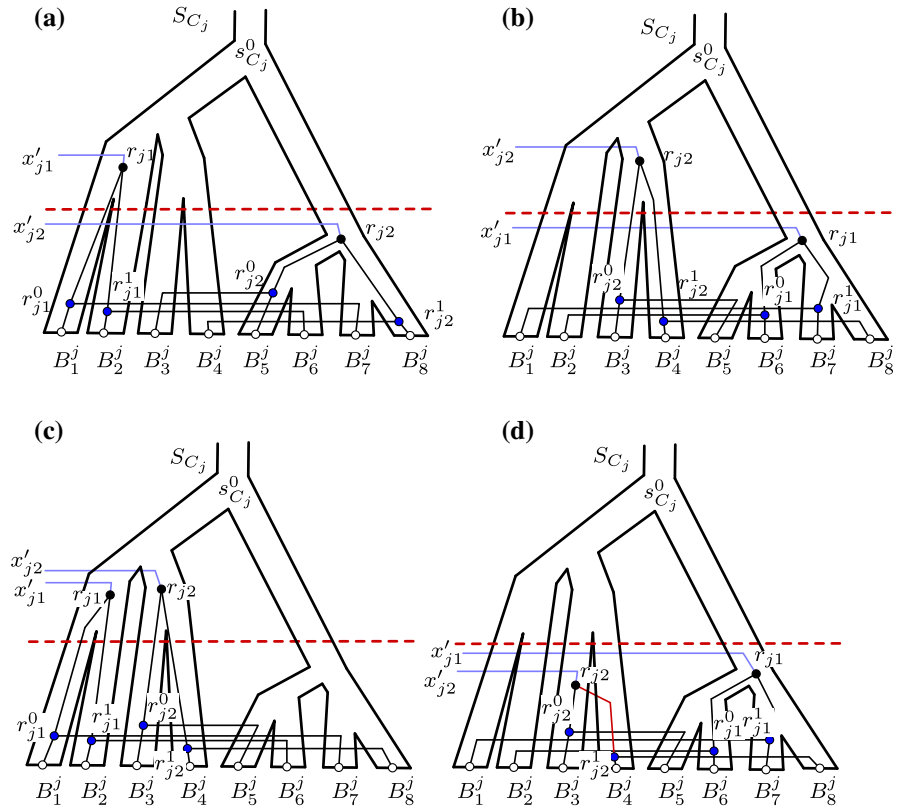 (a)
S_{C_j}
s^0_{C_j}
x'_{j1}
r_{j1}
x'_{j2}
r_{j2}
r^0_{j1}
r^1_{j1}
r^0_{j2}
r^1_{j2}
B^j_1 B^j_2 B^j_3 B^j_4 B^j_5 B^j_6 B^j_7 B^j_8
(b)
S_{C_j}
s^0_{C_j}
x'_{j2}
r_{j2}
x'_{j1}
r_{j1}
r^0_{j2}
r^1_{j2}
r^0_{j1}
r^1_{j1}
B^j_1 B^j_2 B^j_3 B^j_4 B^j_5 B^j_6 B^j_7 B^j_8
(c)
S_{C_j}
s^0_{C_j}
x'_{j2}
x'_{j1}
r_{j1}
r_{j2}
r^0_{j1}
r^1_{j1}
r^0_{j2}
r^1_{j2}
B^j_1 B^j_2 B^j_3 B^j_4 B^j_5 B^j_6 B^j_7 B^j_8
(d)
S_{C_j}
s^0_{C_j}
x'_{j1}
r_{j1}
x'_{j2}
r_{j2}
r^0_{j2}
r^1_{j2}
r^0_{j1}
r^1_{j1}
B^j_1 B^j_2 B^j_3 B^j_4 B^j_5 B^j_6 B^j_7 B^j_8